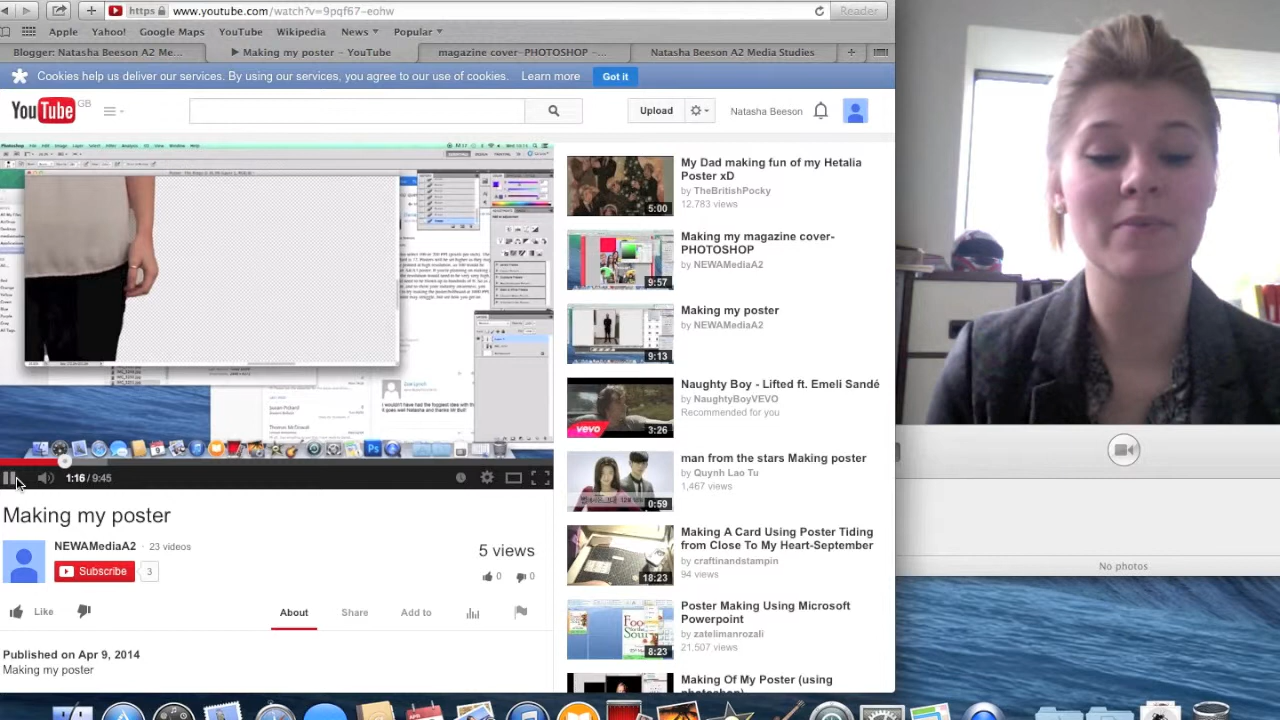 https www.youtube.com/watch?v=9pqf67-eohw
Reader
Apple Yahoo! Google Maps YouTube Wikipedia News Popular
Blogger: Natasha Beeson A2 Me...
Making my poster - YouTube
magazine cover-PHOTOSHOP -...
Natasha Beeson A2 Media Studies
Cookies help us deliver our services. By using our services, you agree to our use of cookies. Learn more Got it
YouTube GB
Upload
Natasha Beeson
My Dad making fun of my Hetalia
Poster xD
by TheBritishPocky
12,783 views
5:00
Making my magazine cover-
PHOTOSHOP
by NEWAMediaA2
9:57
Making my poster
by NEWAMediaA2
9:13
Naughty Boy - Lifted ft. Emeli Sandé
by NaughtyBoyVEVO
Recommended for you
vevo
3:26
man from the stars Making poster
by Quynh Lao Tu
1,467 views
0:59
Making A Card Using Poster Tiding
from Close To My Heart-September
by craftinandstampin
94 views
18:23
Poster Making Using Microsoft
Powerpoint
by zatelimanrozali
21,507 views
8:23
Making Of My Poster (using
photoshop)
1:16 / 9:45
Making my poster
NEWAMediaA2 · 23 videos
Subscribe 3
5 views
0 0
Like
About Share Add to
Published on Apr 9, 2014
Making my poster
No photos